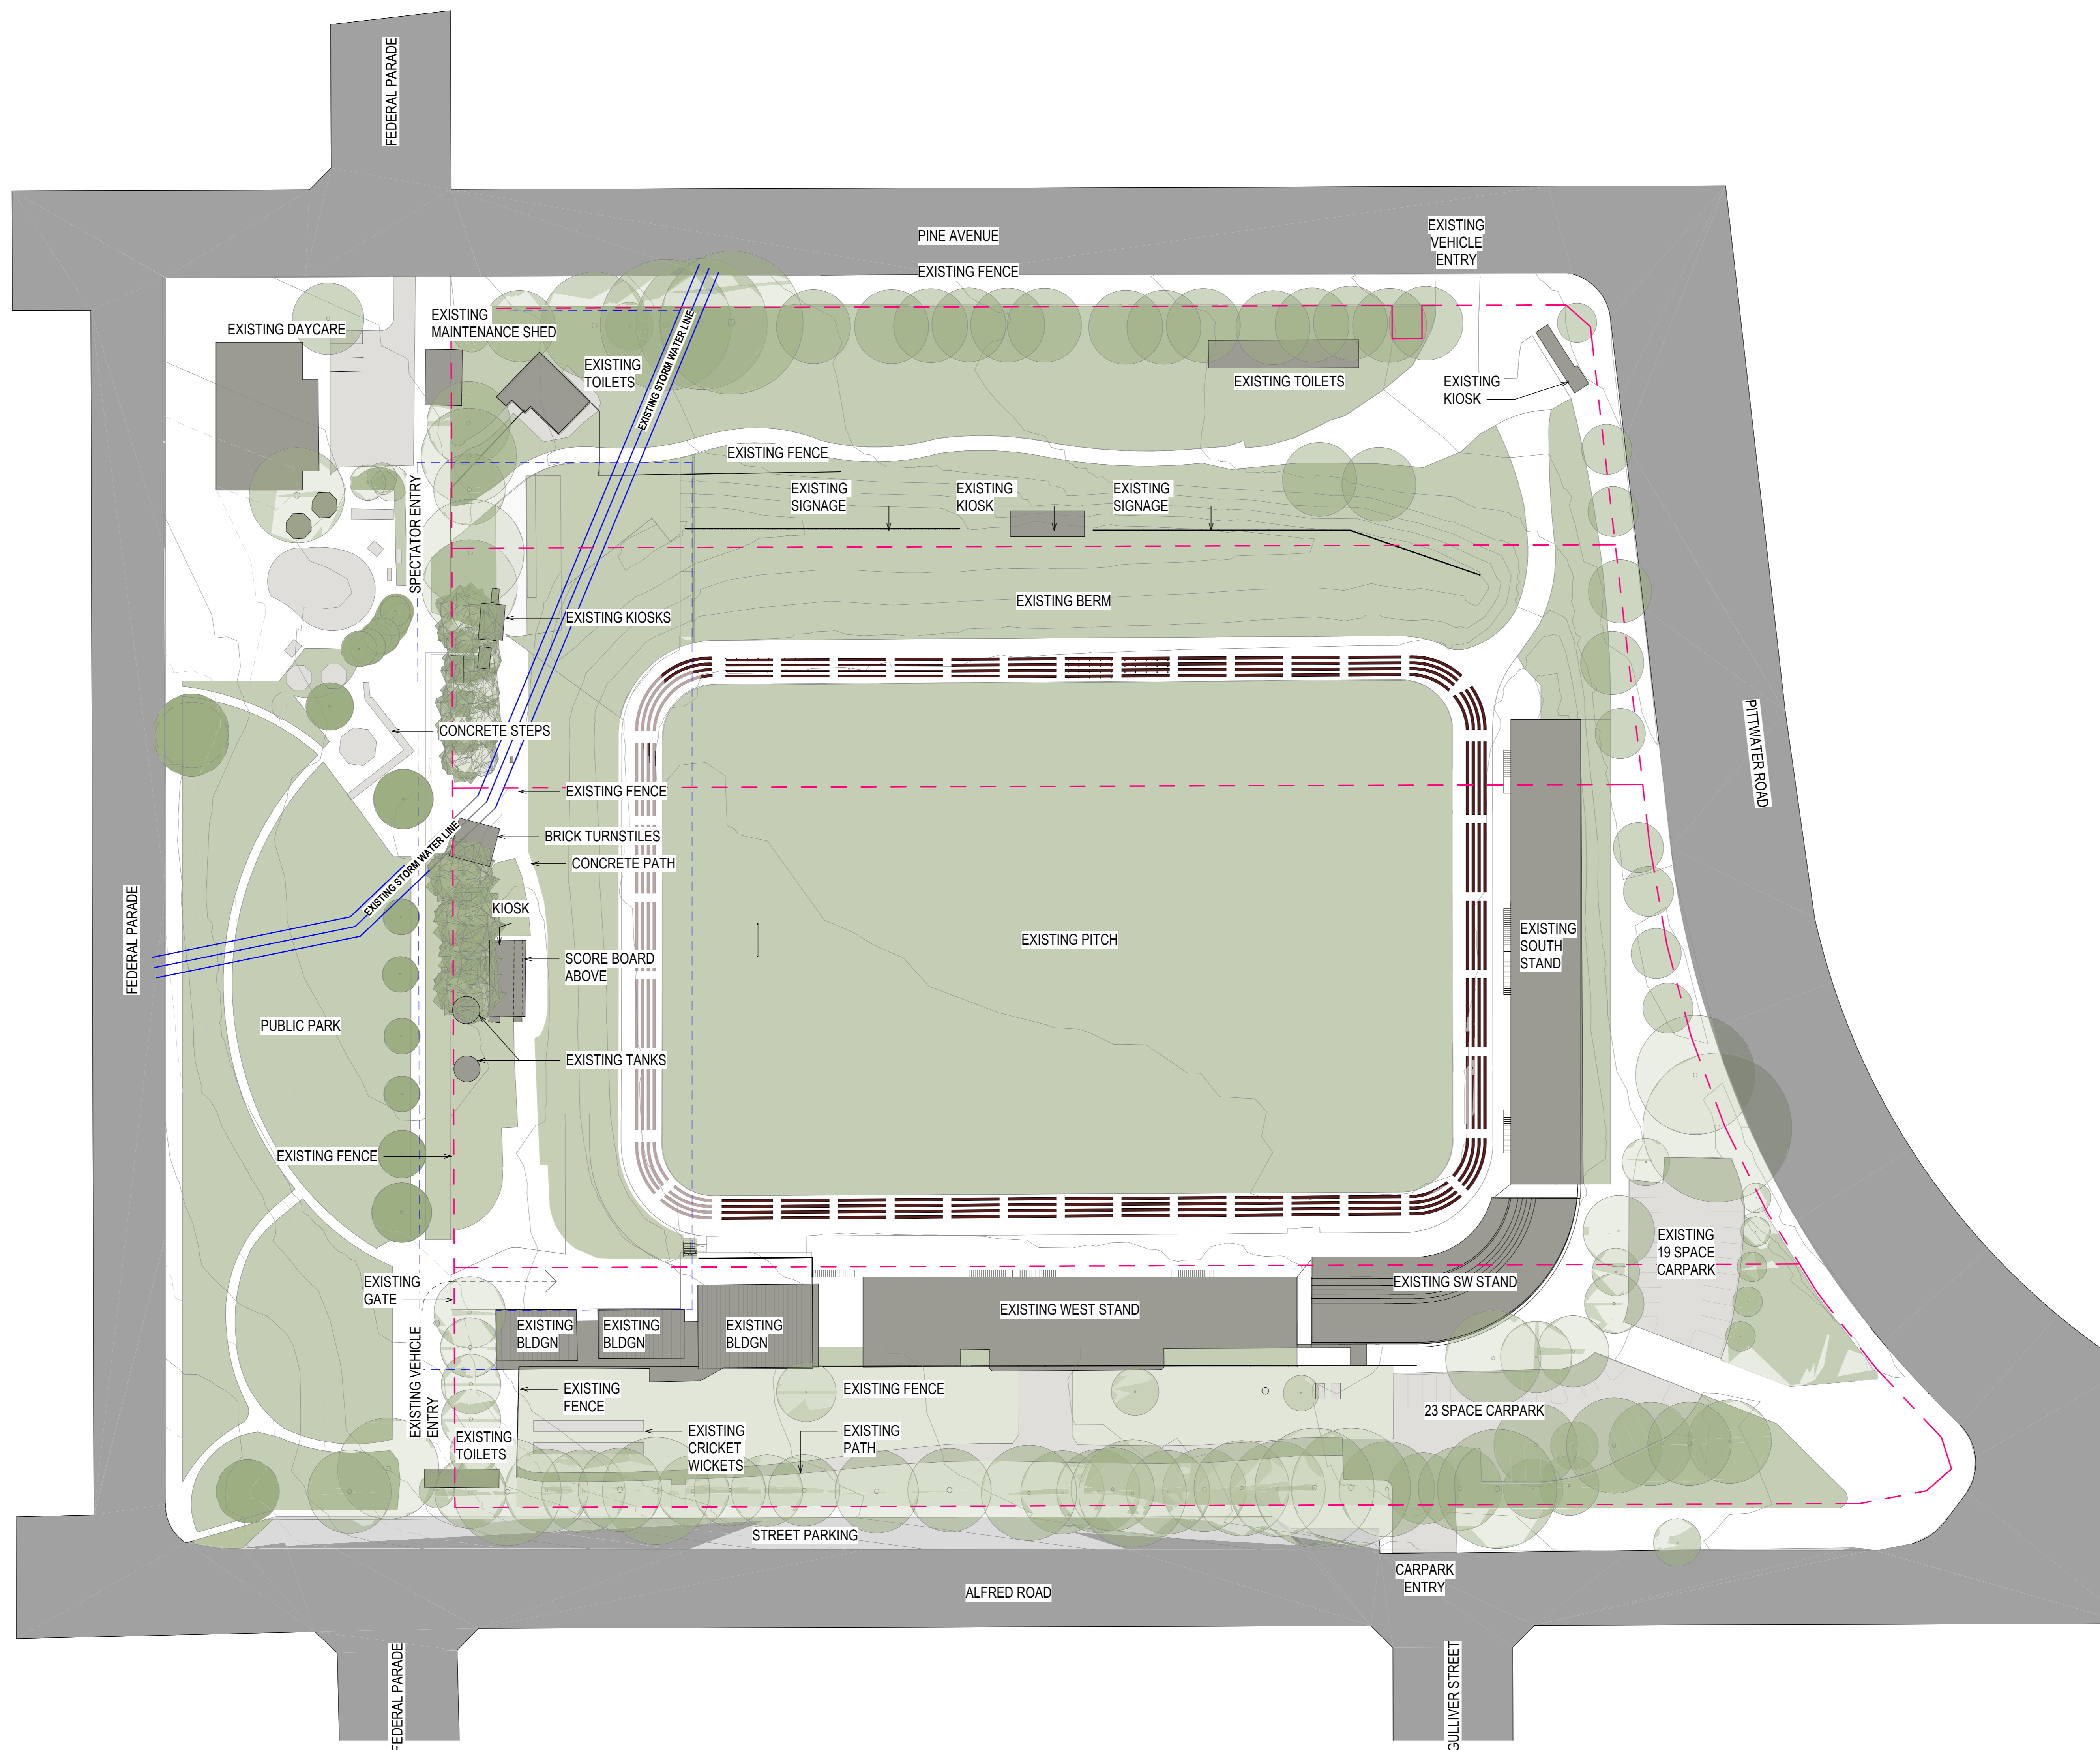 FEDERAL PARADE
PINE AVENUE
EXISTING
VEHICLE
ENTRY
EXISTING FENCE
EXISTING DAYCARE
EXISTING
MAINTENANCE SHED
EXISTING
TOILETS
EXISTING STORM WATER LINE
EXISTING TOILETS
EXISTING
KIOSK
EXISTING FENCE
SPECTATOR ENTRY
EXISTING
SIGNAGE
EXISTING
KIOSK
EXISTING
SIGNAGE
EXISTING BERM
EXISTING KIOSKS
CONCRETE STEPS
PITTWATER ROAD
EXISTING FENCE
BRICK TURNSTILES
CONCRETE PATH
EXISTING STORM WATER LINE
KIOSK
FEDERAL PARADE
SCORE BOARD
ABOVE
EXISTING PITCH
EXISTING
SOUTH
STAND
PUBLIC PARK
EXISTING TANKS
EXISTING FENCE
EXISTING
19 SPACE
CARPARK
EXISTING
GATE
EXISTING SW STAND
EXISTING WEST STAND
EXISTING
BLDGN
EXISTING
BLDGN
EXISTING
BLDGN
EXISTING VEHICLE
ENTRY
EXISTING
FENCE
EXISTING FENCE
23 SPACE CARPARK
EXISTING
TOILETS
EXISTING
CRICKET
WICKETS
EXISTING
PATH
STREET PARKING
CARPARK
ENTRY
ALFRED ROAD
FEDERAL PARADE
GULLIVER STREET